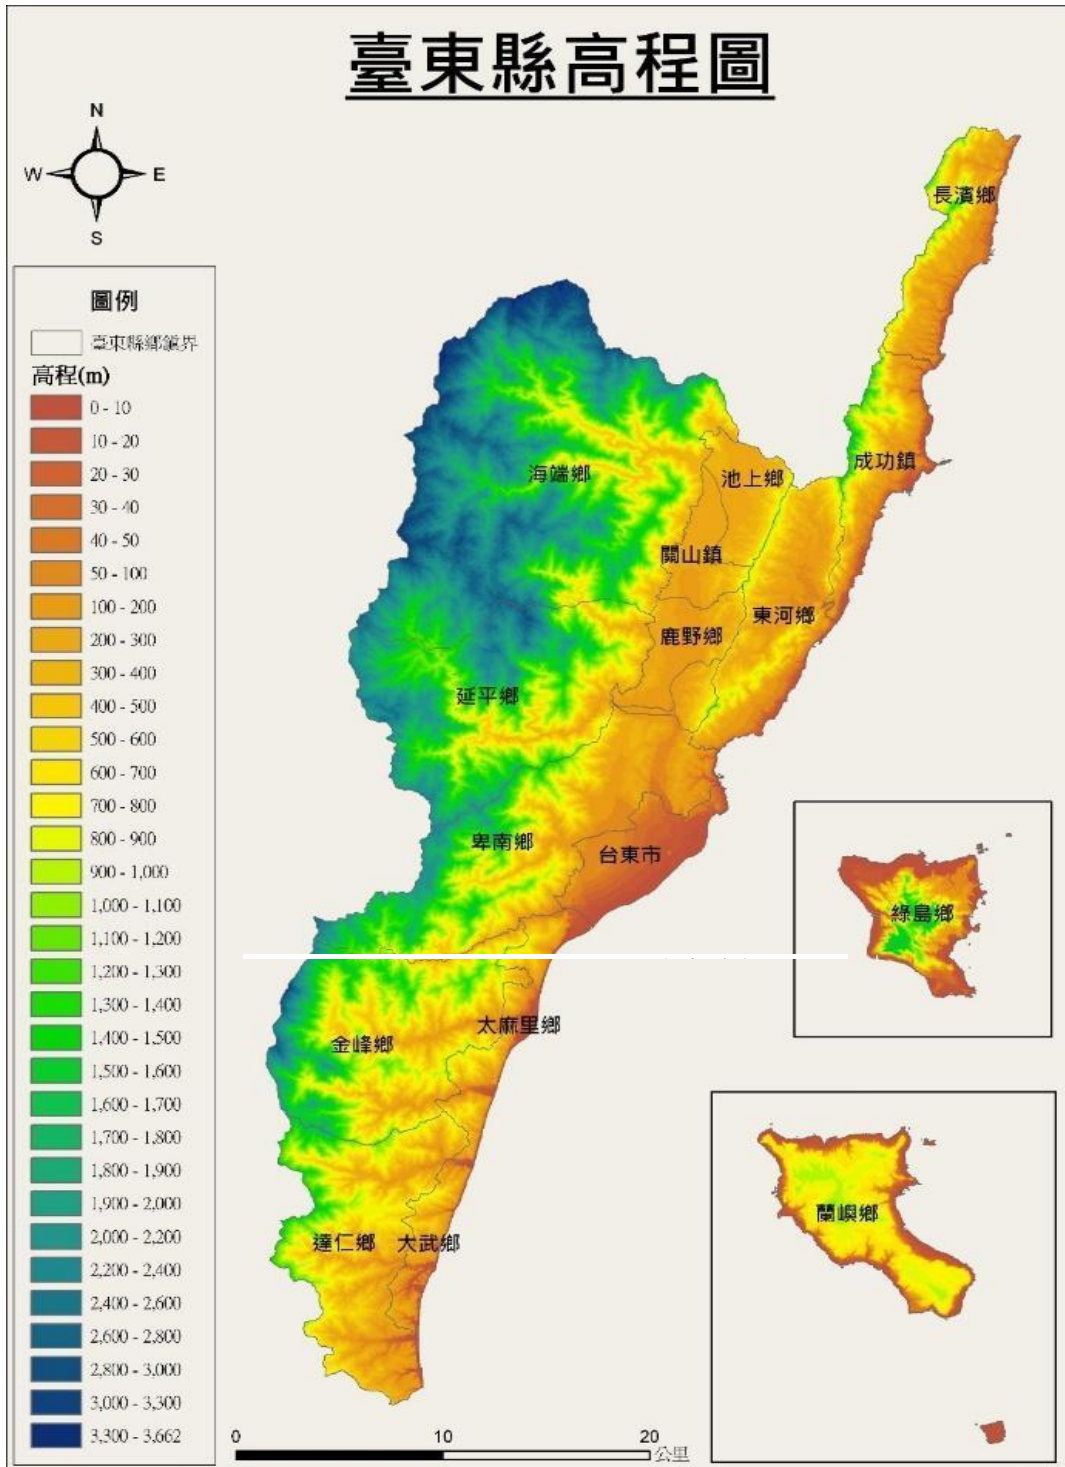 臺東縣高程圖
N
W
E
S
圖例
臺東縣鄉鎮界
高程(m)
0 - 10
10 - 20
20 - 30
30 - 40
40 - 50
50 - 100
100 - 200
200 - 300
300 - 400
400 - 500
500 - 600
600 - 700
700 - 800
800 - 900
900 - 1,000
1,000 - 1,100
1,100 - 1,200
1,200 - 1,300
1,300 - 1,400
1,400 - 1,500
1,500 - 1,600
1,600 - 1,700
1,700 - 1,800
1,800 - 1,900
1,900 - 2,000
2,000 - 2,200
2,200 - 2,400
2,400 - 2,600
2,600 - 2,800
2,800 - 3,000
3,000 - 3,300
3,300 - 3,662
長濱鄉
成功鎮
海端鄉
池上鄉
關山鎮
東河鄉
鹿野鄉
延平鄉
卑南鄉
台東市
綠島鄉
太麻里鄉
金峰鄉
蘭嶼鄉
達仁鄉
大武鄉
0
10
20
公里